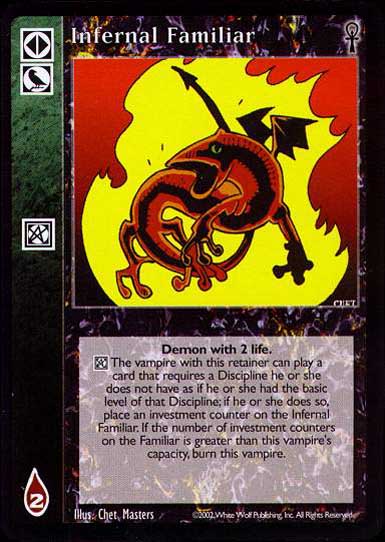 Infernal Familiar
CHET
Demon with 2 life.
The vampire with this retainer can play a
card that requires a Discipline he or she
does not have as if he or she had the basic
level of that Discipline; if he or she does so,
place an investment counter on the Infernal
Familiar. If the number of investment counters
on the Familiar is greater than this vampire's
capacity, burn this vampire.
2
Illus. Chet Masters
©2002, White Wolf Publishing, Inc. All Rights Reserved.